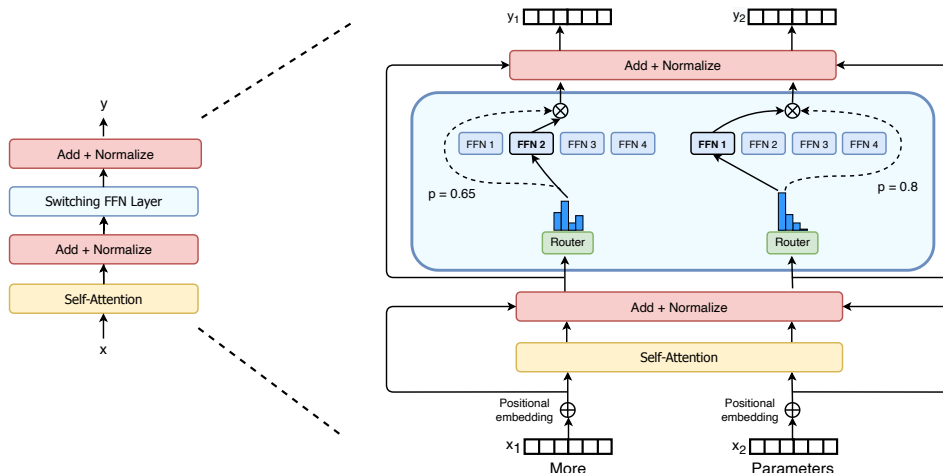 y
Add + Normalize
Switching FFN Layer
Add + Normalize
Self-Attention
x
y1 y2
Add + Normalize
FFN 1 FFN 2 FFN 3 FFN 4 FFN 1 FFN 2 FFN 3 FFN 4
p = 0.65 p = 0.8
Router Router
Add + Normalize
Self-Attention
Positional embedding Positional embedding
x1 x2
More Parameters